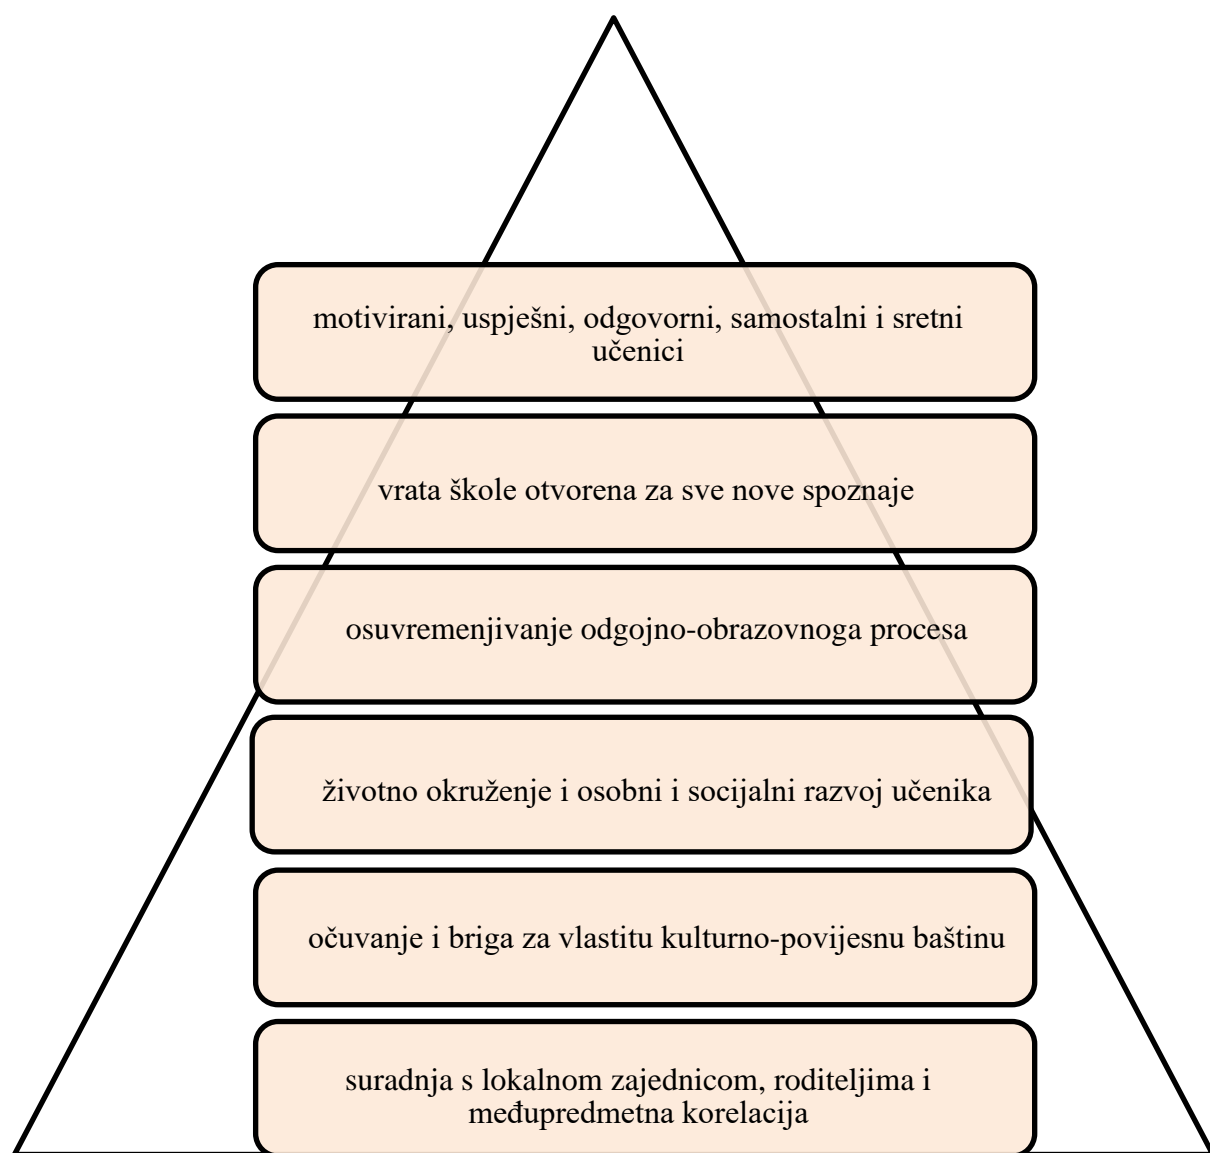 motivirani, uspješni, odgovorni, samostalni i sretni
učenici
vrata škole otvorena za sve nove spoznaje
osuvremenjivanje odgojno-obrazovnoga procesa
životno okruženje i osobni i socijalni razvoj učenika
očuvanje i briga za vlastitu kulturno-povijesnu baštinu
suradnja s lokalnom zajednicom, roditeljima i
međupredmetna korelacija